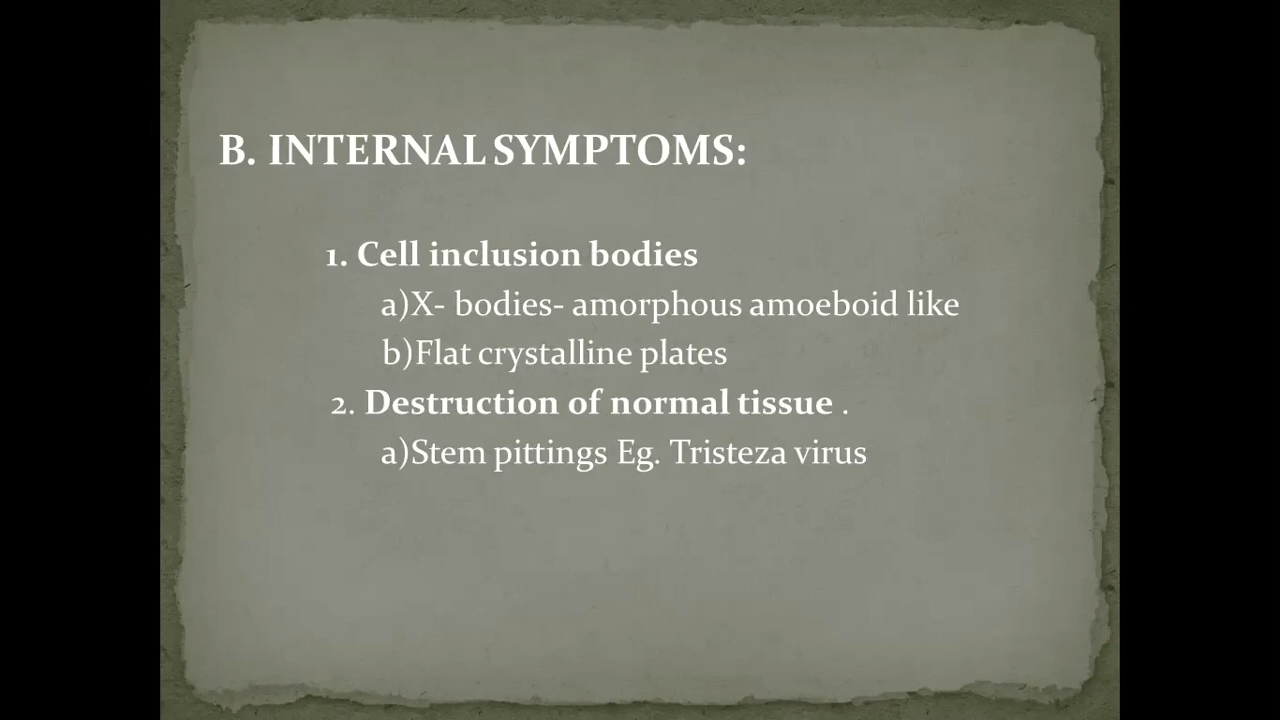 B. INTERNAL SYMPTOMS:
1. Cell inclusion bodies
a)X- bodies- amorphous amoeboid like
b)Flat crystalline plates
2. Destruction of normal tissue .
a)Stem pittings Eg. Tristeza virus